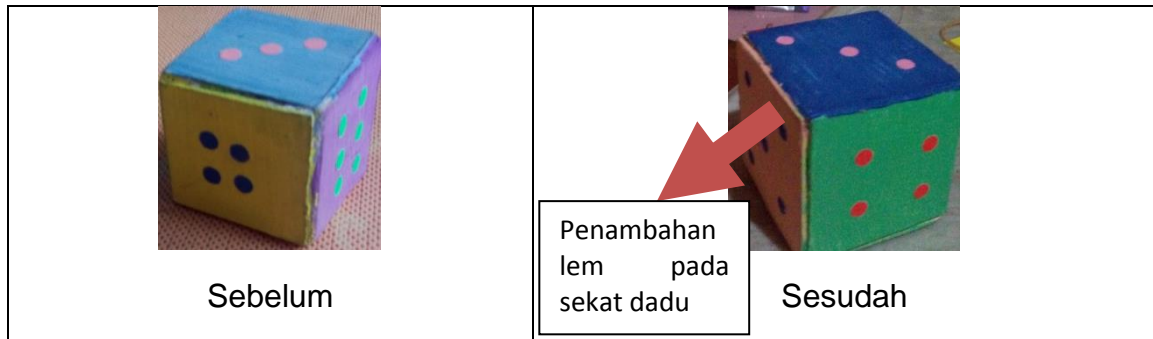 Sebelum
Penambahan
lem pada
sekat dadu
Sesudah